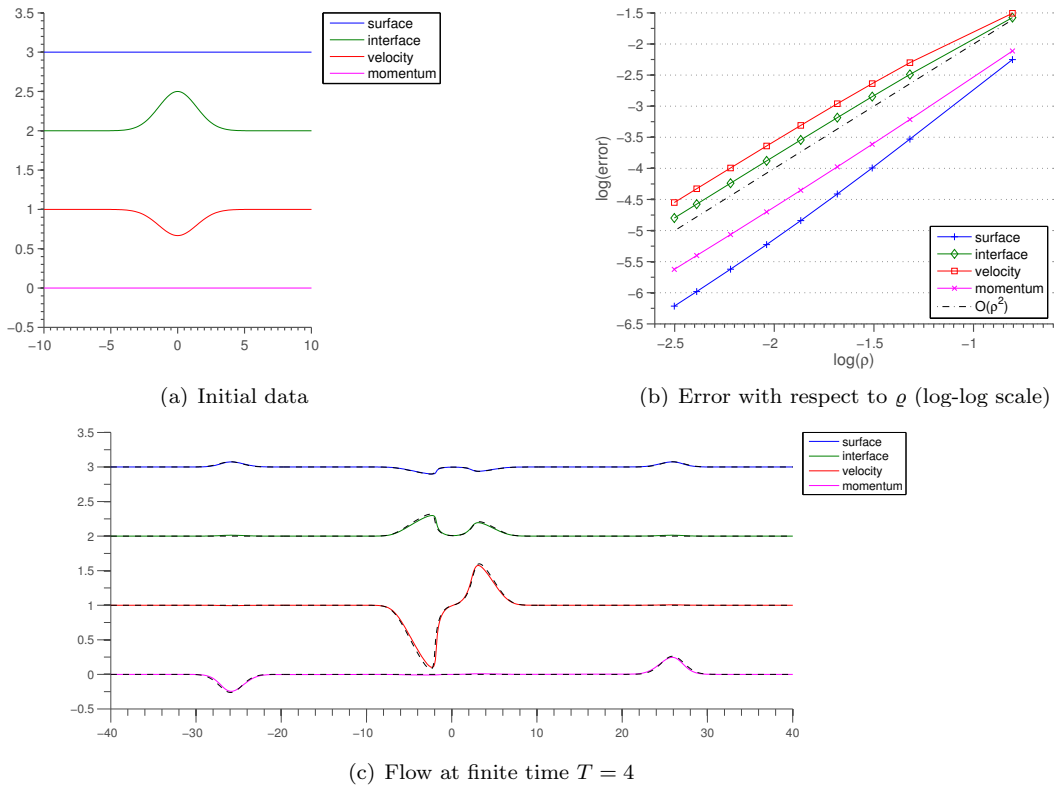 3.5
3
2.5
2
1.5
1
0.5
0
−0.5
−10 −5 0 5 10
surface
interface
velocity
momentum
(a) Initial data
−1.5
−2
−2.5
−3
−3.5
−4
−4.5
−5
−5.5
−6
−6.5
log(error)
−2.5 −2 −1.5 −1
log(ρ)
surface
interface
velocity
momentum
O(ρ²)
(b) Error with respect to ϱ (log-log scale)
3.5
3
2.5
2
1.5
1
0.5
0
−0.5
−40 −30 −20 −10 0 10 20 30 40
surface
interface
velocity
momentum
(c) Flow at finite time T = 4